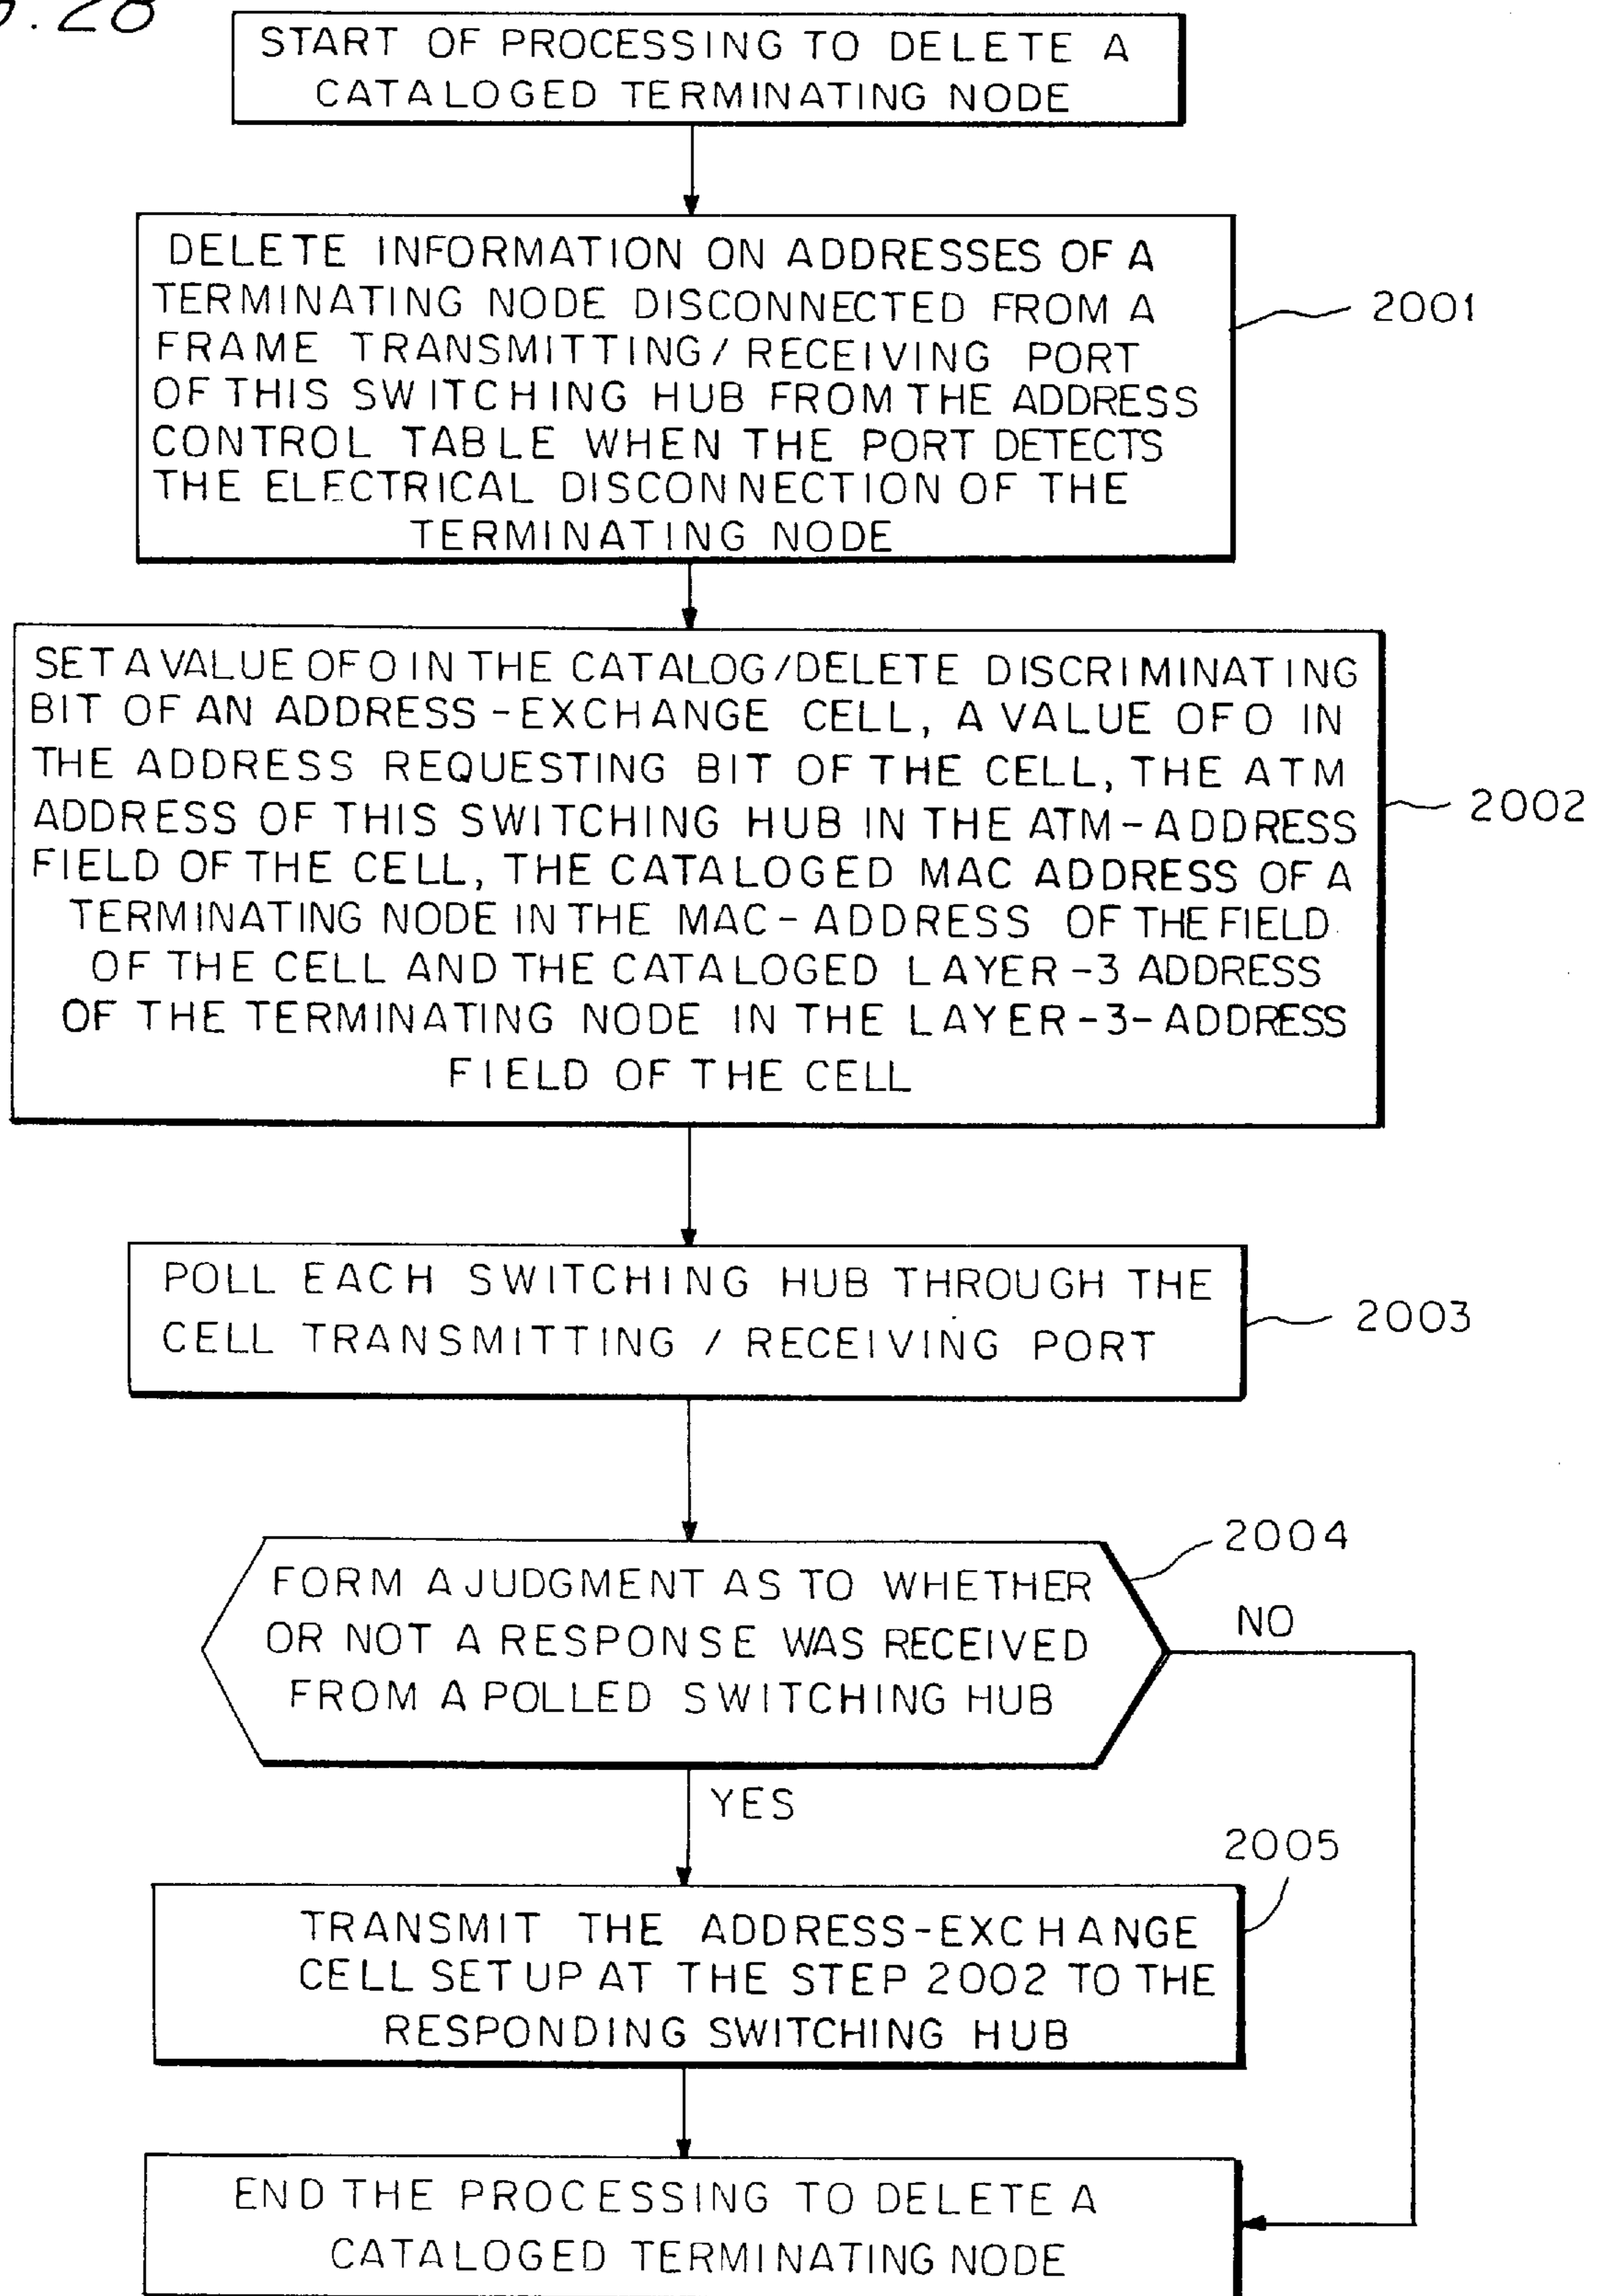 .28
START OF PROCESSING TO DELETE A
CATALOGED TERMINATING NODE
DELETE INFORMATION ON ADDRESSES OF A
TERMINATING NODE DISCONNECTED FROM A
FRAME TRANSMITTING/RECEIVING PORT
OF THIS SWITCHING HUB FROM THE ADDRESS
CONTROL TABLE WHEN THE PORT DETECTS
THE ELECTRICAL DISCONNECTION OF THE
TERMINATING NODE
2001
SET A VALUE OF 0 IN THE CATALOG/DELETE DISCRIMINATING
BIT OF AN ADDRESS-EXCHANGE CELL, A VALUE OF 0 IN
THE ADDRESS REQUESTING BIT OF THE CELL, THE ATM
ADDRESS OF THIS SWITCHING HUB IN THE ATM-ADDRESS
FIELD OF THE CELL, THE CATALOGED MAC ADDRESS OF A
TERMINATING NODE IN THE MAC-ADDRESS OF THE FIELD
OF THE CELL AND THE CATALOGED LAYER-3 ADDRESS
OF THE TERMINATING NODE IN THE LAYER-3-ADDRESS
FIELD OF THE CELL
2002
POLL EACH SWITCHING HUB THROUGH THE
CELL TRANSMITTING / RECEIVING PORT
2003
FORM A JUDGMENT AS TO WHETHER
OR NOT A RESPONSE WAS RECEIVED
FROM A POLLED SWITCHING HUB
2004
NO
YES
2005
TRANSMIT THE ADDRESS-EXCHANGE
CELL SET UP AT THE STEP 2002 TO THE
RESPONDING SWITCHING HUB
END THE PROCESSING TO DELETE A
CATALOGED TERMINATING NODE